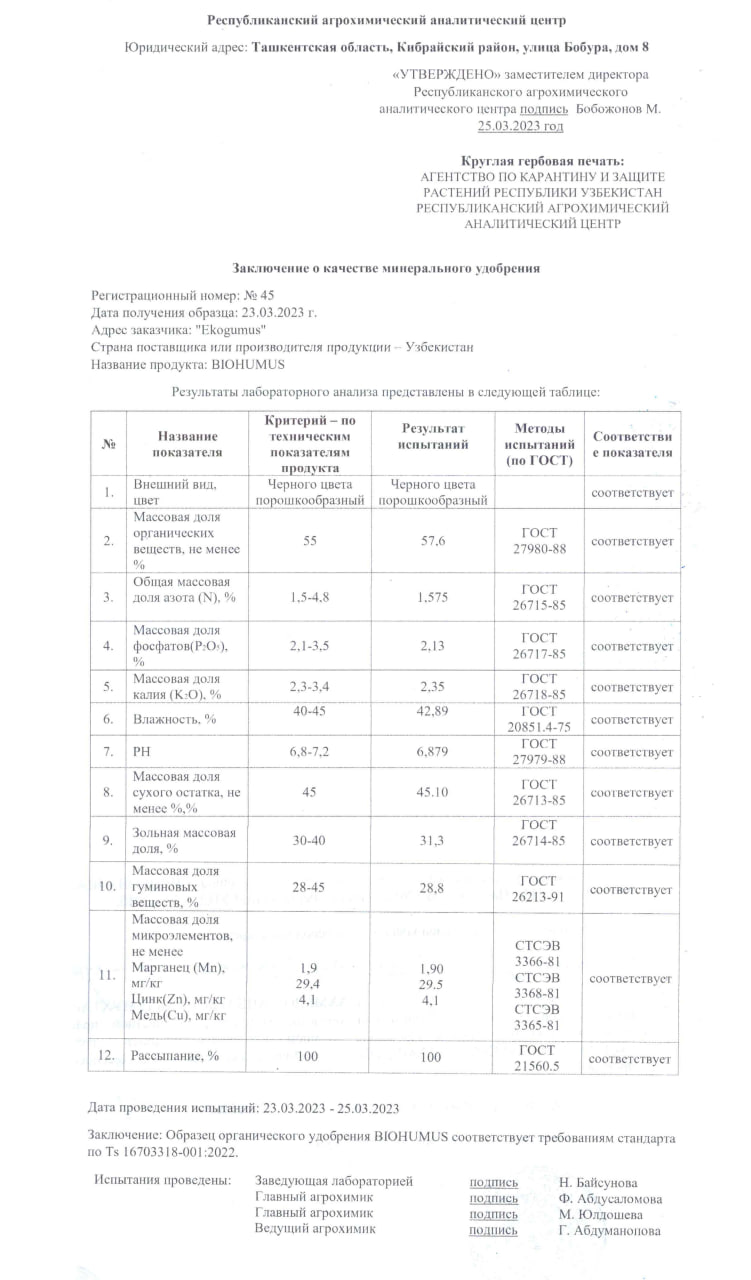 Республиканский агрохимический аналитический центр
Юридический адрес: Ташкентская область, Кибрайский район, улица Бобура, дом 8
«УТВЕРЖДЕНО» заместителем директора
Республиканского агрохимического
аналитического центра подпись Бобожонов М.
25.03.2023 год
Круглая гербовая печать:
АГЕНТСТВО ПО КАРАНТИНУ И ЗАЩИТЕ
РАСТЕНИЙ РЕСПУБЛИКИ УЗБЕКИСТАН
РЕСПУБЛИКАНСКИЙ АГРОХИМИЧЕСКИЙ
АНАЛИТИЧЕСКИЙ ЦЕНТР
Заключение о качестве минерального удобрения
Регистрационный номер: № 45
Дата получения образца: 23.03.2023 г.
Адрес заказчика: "Ekogumus"
Страна поставщика или производителя продукции – Узбекистан
Название продукта: BIOHUMUS
Результаты лабораторного анализа представлены в следующей таблице:
№ Название показателя Критерий – по техническим показателям продукта Результат испытаний Методы испытаний (по ГОСТ) Соответствие показателя
1. Внешний вид, цвет Черного цвета порошкообразный Черного цвета порошкообразный соответствует
2. Массовая доля органических веществ, не менее % 55 57,6 ГОСТ 27980-88 соответствует
3. Общая массовая доля азота (N), % 1,5-4,8 1,575 ГОСТ 26715-85 соответствует
4. Массовая доля фосфатов(P₂O₅), % 2,1-3,5 2,13 ГОСТ 26717-85 соответствует
5. Массовая доля калия (K₂O), % 2,3-3,4 2,35 ГОСТ 26718-85 соответствует
6. Влажность, % 40-45 42,89 ГОСТ 20851.4-75 соответствует
7. РН 6,8-7,2 6,879 ГОСТ 27979-88 соответствует
8. Массовая доля сухого остатка, не менее %,% 45 45.10 ГОСТ 26713-85 соответствует
9. Зольная массовая доля, % 30-40 31,3 ГОСТ 26714-85 соответствует
10. Массовая доля гуминовых веществ, % 28-45 28,8 ГОСТ 26213-91 соответствует
11. Массовая доля микроэлементов, не менее Марганец (Mn), мг/кг Цинк(Zn), мг/кг Медь(Cu), мг/кг 1,9 29,4 4,1 1,90 29.5 4,1 СТСЭВ 3366-81 СТСЭВ 3368-81 СТСЭВ 3365-81 соответствует
12. Рассыпание, % 100 100 ГОСТ 21560.5 соответствует
Дата проведения испытаний: 23.03.2023 - 25.03.2023
Заключение: Образец органического удобрения BIOHUMUS соответствует требованиям стандарта
по Ts 16703318-001:2022.
Испытания проведены: Заведующая лабораторией подпись Н. Байсунова
Главный агрохимик подпись Ф. Абдусаломова
Главный агрохимик подпись М. Юлдошева
Ведущий агрохимик подпись Г. Абдуманопова